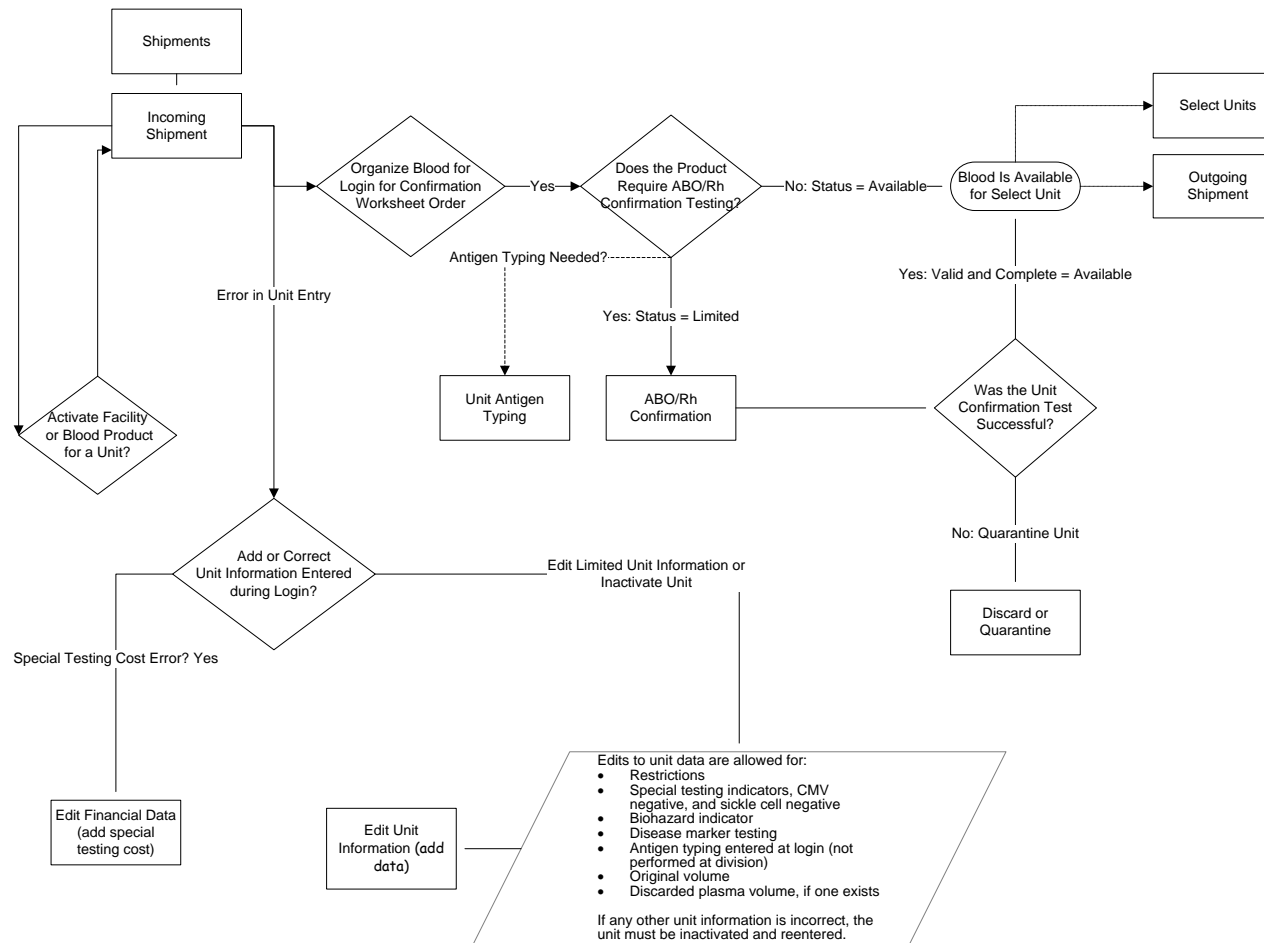 Shipments
Incoming
Shipment
Select Units
Organize Blood for
Login for Confirmation
Worksheet Order
Yes
Does the Product
Require ABO/Rh
Confirmation Testing?
No: Status = Available
Blood Is Available
for Select Unit
Outgoing
Shipment
Antigen Typing Needed?
Yes: Valid and Complete = Available
Error in Unit Entry
Yes: Status = Limited
Activate Facility
or Blood Product
for a Unit?
Unit Antigen
Typing
ABO/Rh
Confirmation
Was the Unit
Confirmation Test
Successful?
No: Quarantine Unit
Add or Correct
Unit Information Entered
during Login?
Edit Limited Unit Information or
Inactivate Unit
Discard or
Quarantine
Special Testing Cost Error? Yes
Edit Financial Data
(add special
testing cost)
Edit Unit
Information (add
data)
Edits to unit data are allowed for:
• Restrictions
• Special testing indicators, CMV
negative, and sickle cell negative
• Biohazard indicator
• Disease marker testing
• Antigen typing entered at login (not
performed at division)
• Original volume
• Discarded plasma volume, if one exists
If any other unit information is incorrect, the
unit must be inactivated and reentered.